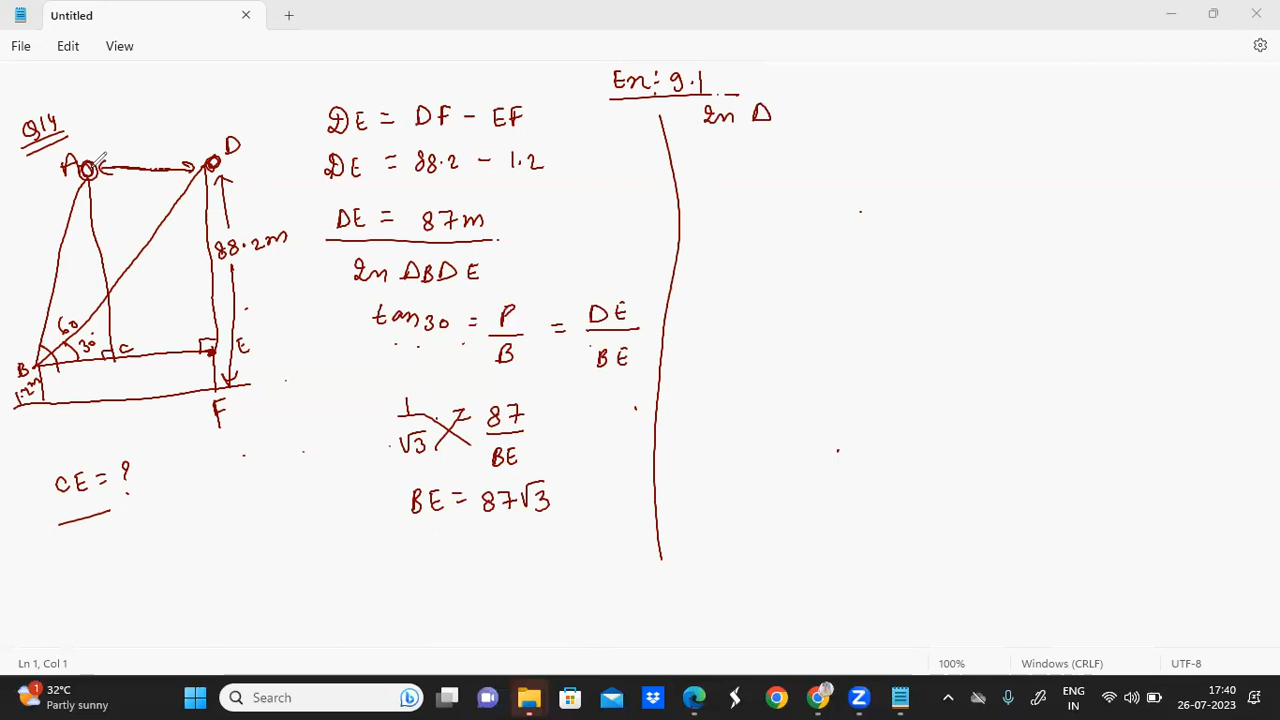 Untitled
File Edit View
Ex: 9.1
Q14
DE = DF - EF
In Δ
A
D
DE = 88.2 - 1.2
DE = 87m
88.2m
In ΔBDE
tan30 = P/B = DE/BE
60
30°
C
E
B
1.2m
F
1/√3 = 87/BE
CE = ?
BE = 87√3
Ln 1, Col 1
100%
Windows (CRLF)
UTF-8
1
32°C
Partly sunny
Search
ENG
IN
17:40
26-07-2023